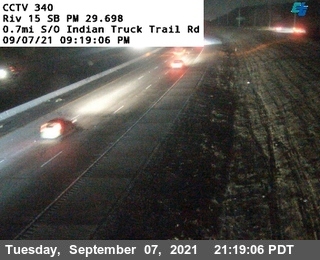 CCTV 340
Riv 15 SB PM 29.698
0.7mi S/O Indian Truck Trail Rd
09/07/21 09:19:06 PM
Tuesday, September 07, 2021 21:19:06 PDT